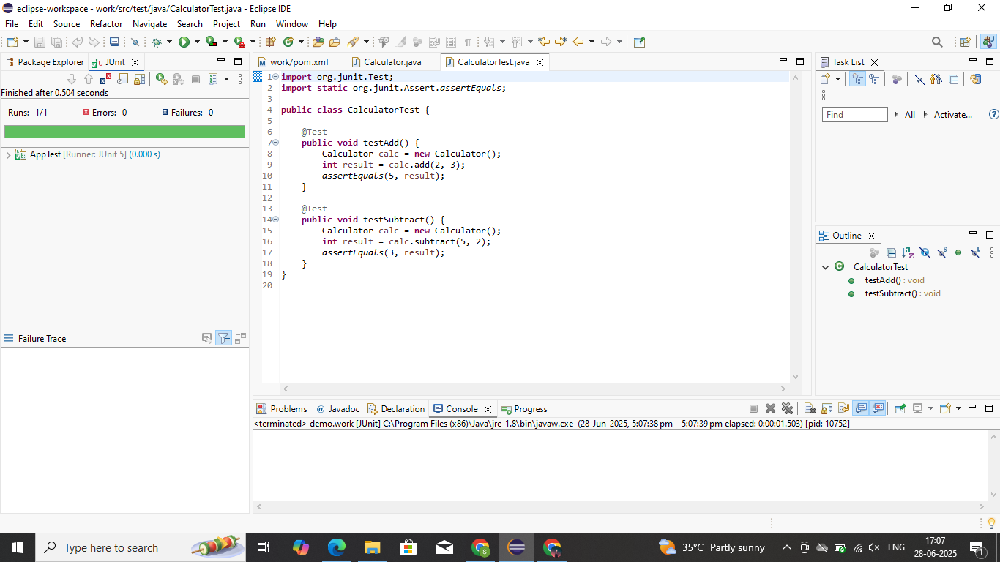 eclipse-workspace - work/src/test/java/CalculatorTest.java - Eclipse IDE
File Edit Source Refactor Navigate Search Project Run Window Help
Package Explorer JUnit
Finished after 0.504 seconds
Runs: 1/1 Errors: 0 Failures: 0
AppTest [Runner: JUnit 5] (0.000 s)
Failure Trace
work/pom.xml Calculator.java CalculatorTest.java
1 import org.junit.Test;
2 import static org.junit.Assert.assertEquals;
3
4 public class CalculatorTest {
5
6     @Test
7     public void testAdd() {
8         Calculator calc = new Calculator();
9         int result = calc.add(2, 3);
10         assertEquals(5, result);
11     }
12
13     @Test
14     public void testSubtract() {
15         Calculator calc = new Calculator();
16         int result = calc.subtract(5, 2);
17         assertEquals(3, result);
18     }
19 }
20
Task List
Find All Activate...
Outline
CalculatorTest
testAdd() : void
testSubtract() : void
Problems Javadoc Declaration Console Progress
<terminated> demo.work [JUnit] C:\Program Files (x86)\Java\jre-1.8\bin\javaw.exe (28-Jun-2025, 5:07:38 pm – 5:07:39 pm elapsed: 0:00:01.503) [pid: 10752]
Type here to search
35°C Partly sunny
ENG
17:07
28-06-2025
1